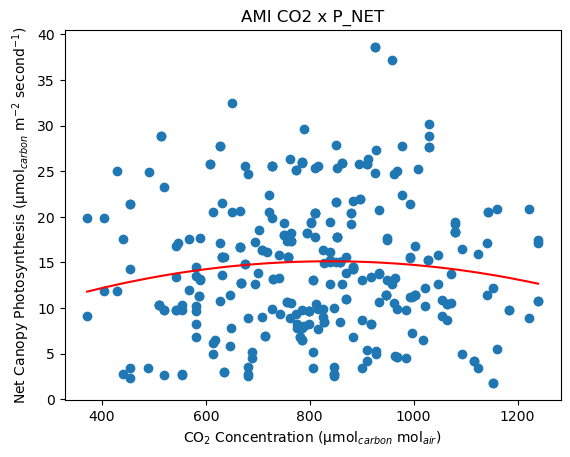 AMI CO2 x P_NET
Net Canopy Photosynthesis (μmol_carbon m⁻² second⁻¹)
40
35
30
25
20
15
10
5
0
400 600 800 1000 1200
CO₂ Concentration (μmol_carbon mol_air)